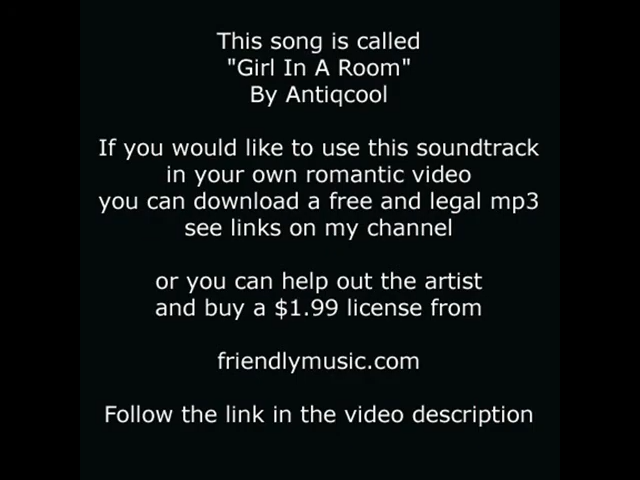 This song is called
"Girl In A Room"
By Antiqcool
If you would like to use this soundtrack
in your own romantic video
you can download a free and legal mp3
see links on my channel
or you can help out the artist
and buy a $1.99 license from
friendlymusic.com
Follow the link in the video description